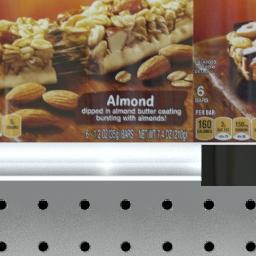 Almond
dipped in almond butter coating
bursting with almonds!
6 - 1.2 OZ (35g) BARS NET WT 7.4 OZ (210g)
6
BARS
PER BAR
160
CALORIES